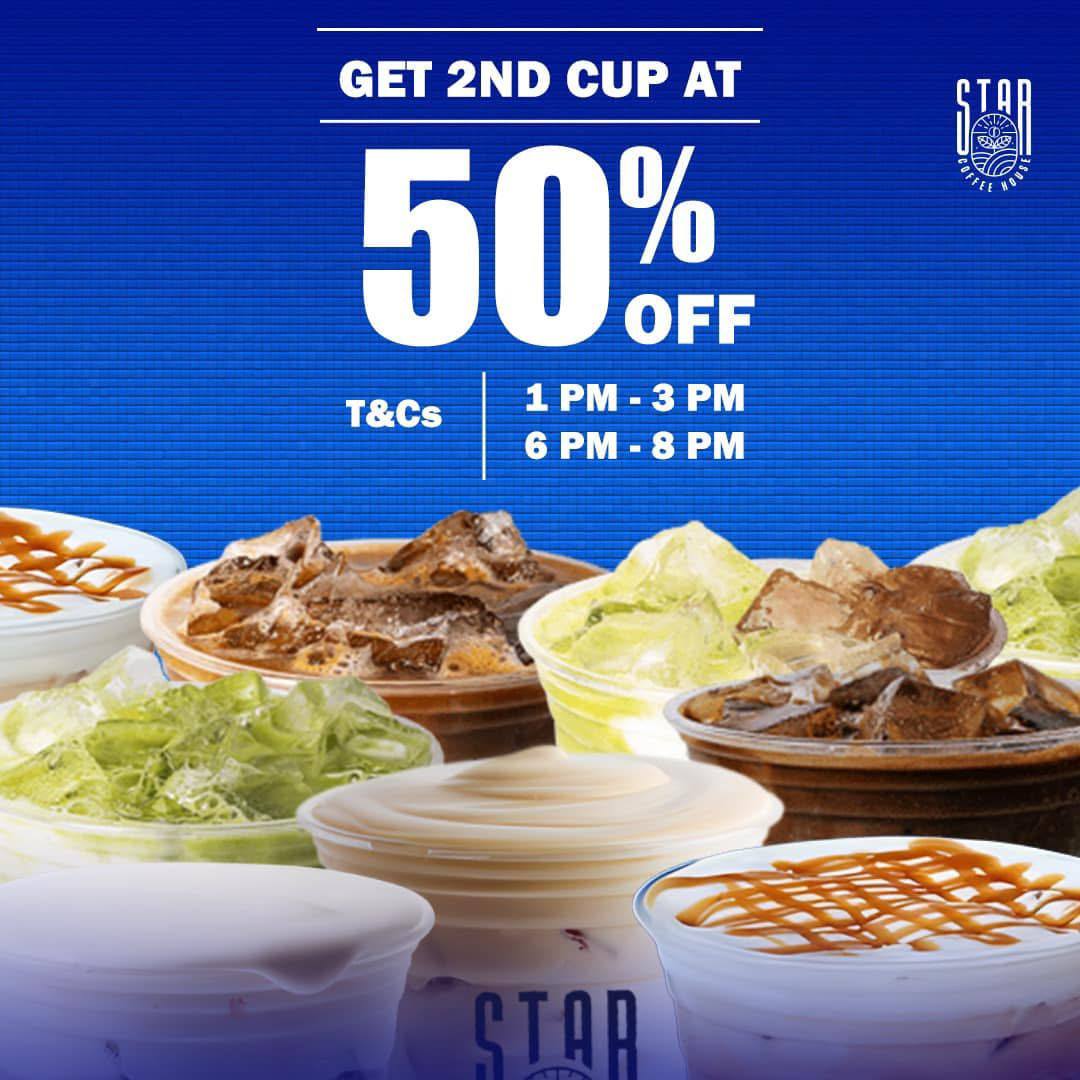 GET 2ND CUP AT
50%
OFF
STAR
COFFEE HOUSE
T&Cs
1 PM - 3 PM
6 PM - 8 PM
STAR